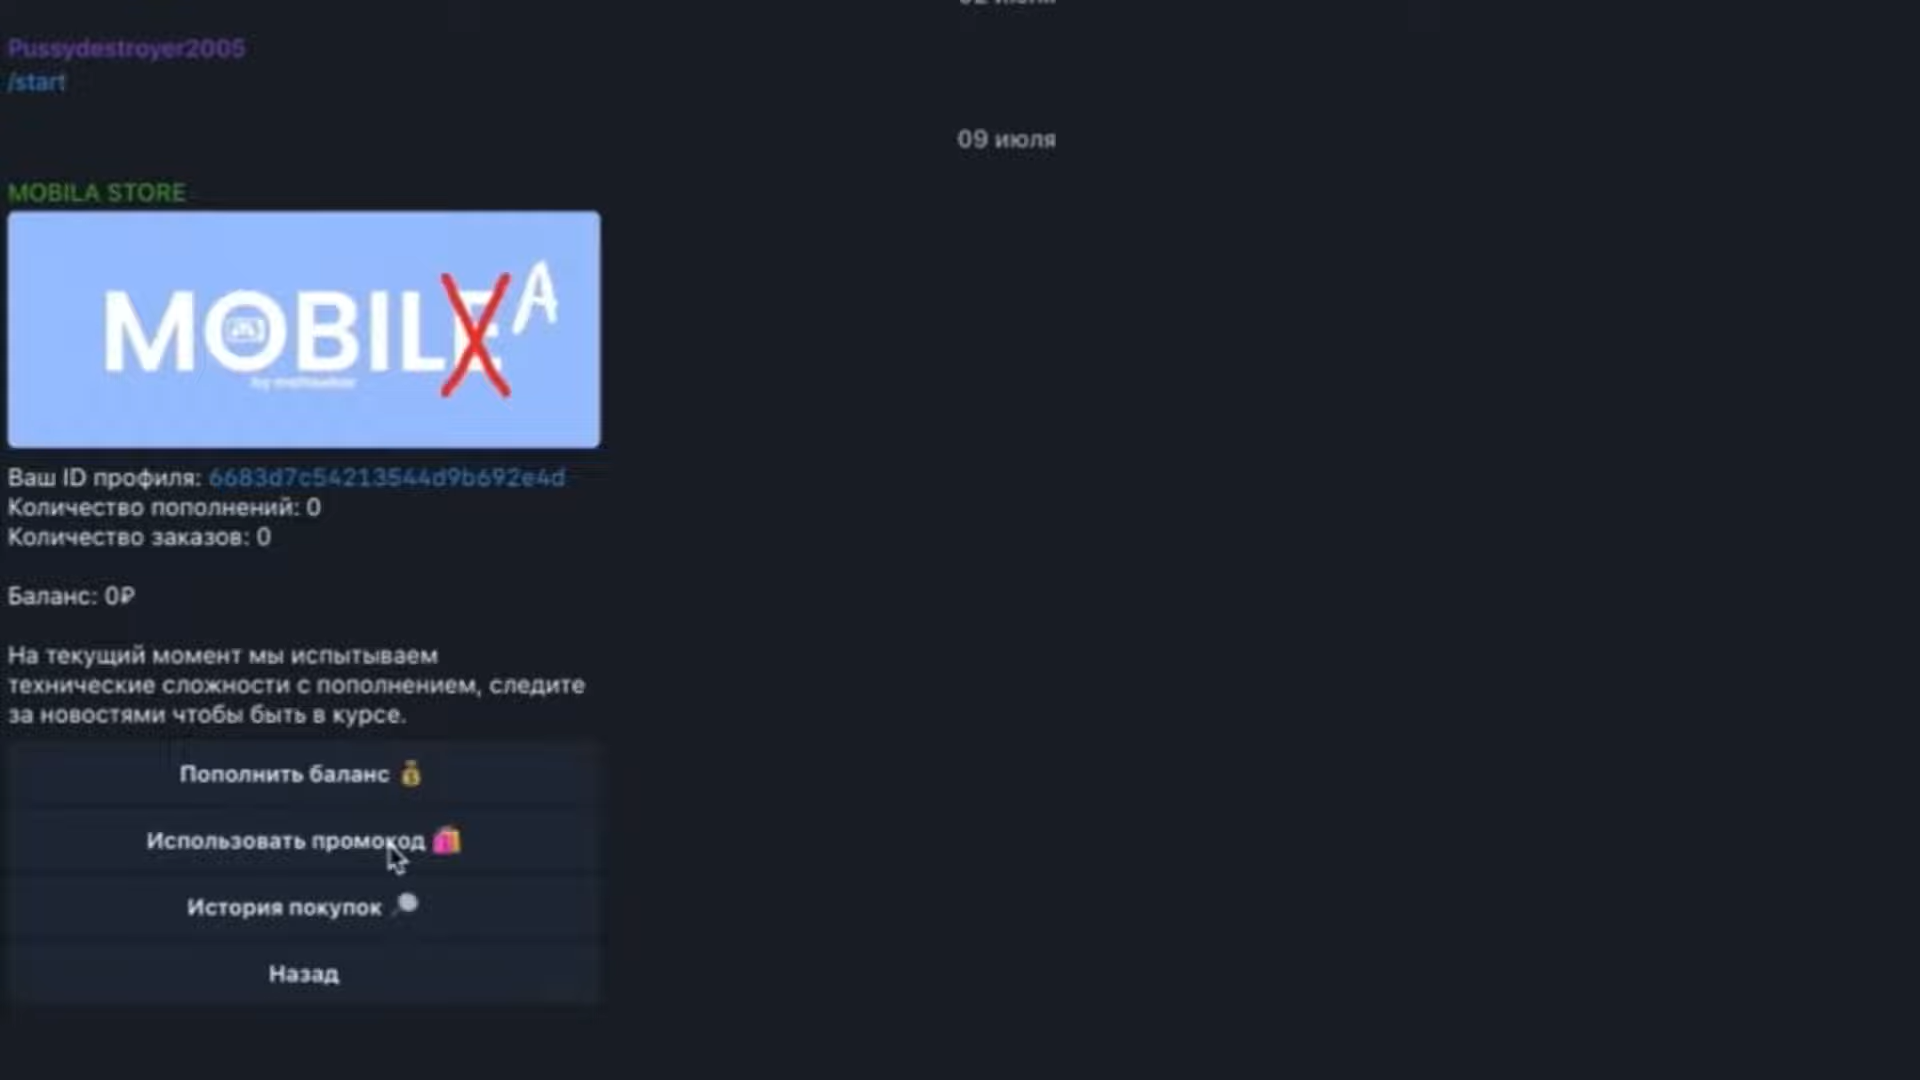 Pussydestroyer2005
/start
09 июля
MOBILA STORE
MOBILE A
Ваш ID профиля: 6683d7c54213544d9b692e4d
Количество пополнений: 0
Количество заказов: 0
Баланс: 0₽
На текущий момент мы испытываем
технические сложности с пополнением, следите
за новостями чтобы быть в курсе.
Пополнить баланс
Использовать промокод
История покупок
Назад